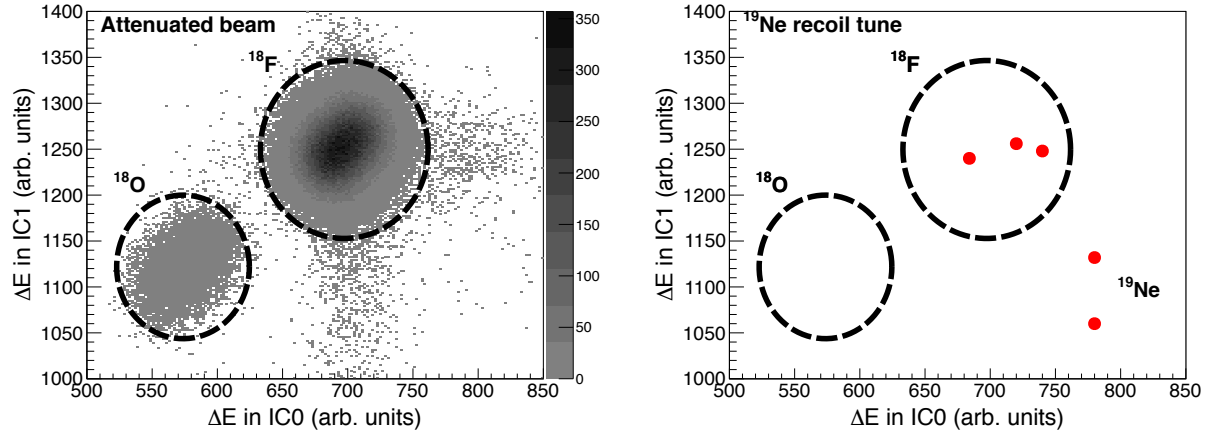 Attenuated beam
¹⁸F
¹⁸O
ΔE in IC1 (arb. units)
1400
1350
1300
1250
1200
1150
1100
1050
1000
500 550 600 650 700 750 800 850
ΔE in IC0 (arb. units)
350
300
250
200
150
100
50
0
¹⁹Ne recoil tune
¹⁸F
¹⁸O
¹⁹Ne
ΔE in IC1 (arb. units)
1400
1350
1300
1250
1200
1150
1100
1050
1000
500 550 600 650 700 750 800 850
ΔE in IC0 (arb. units)